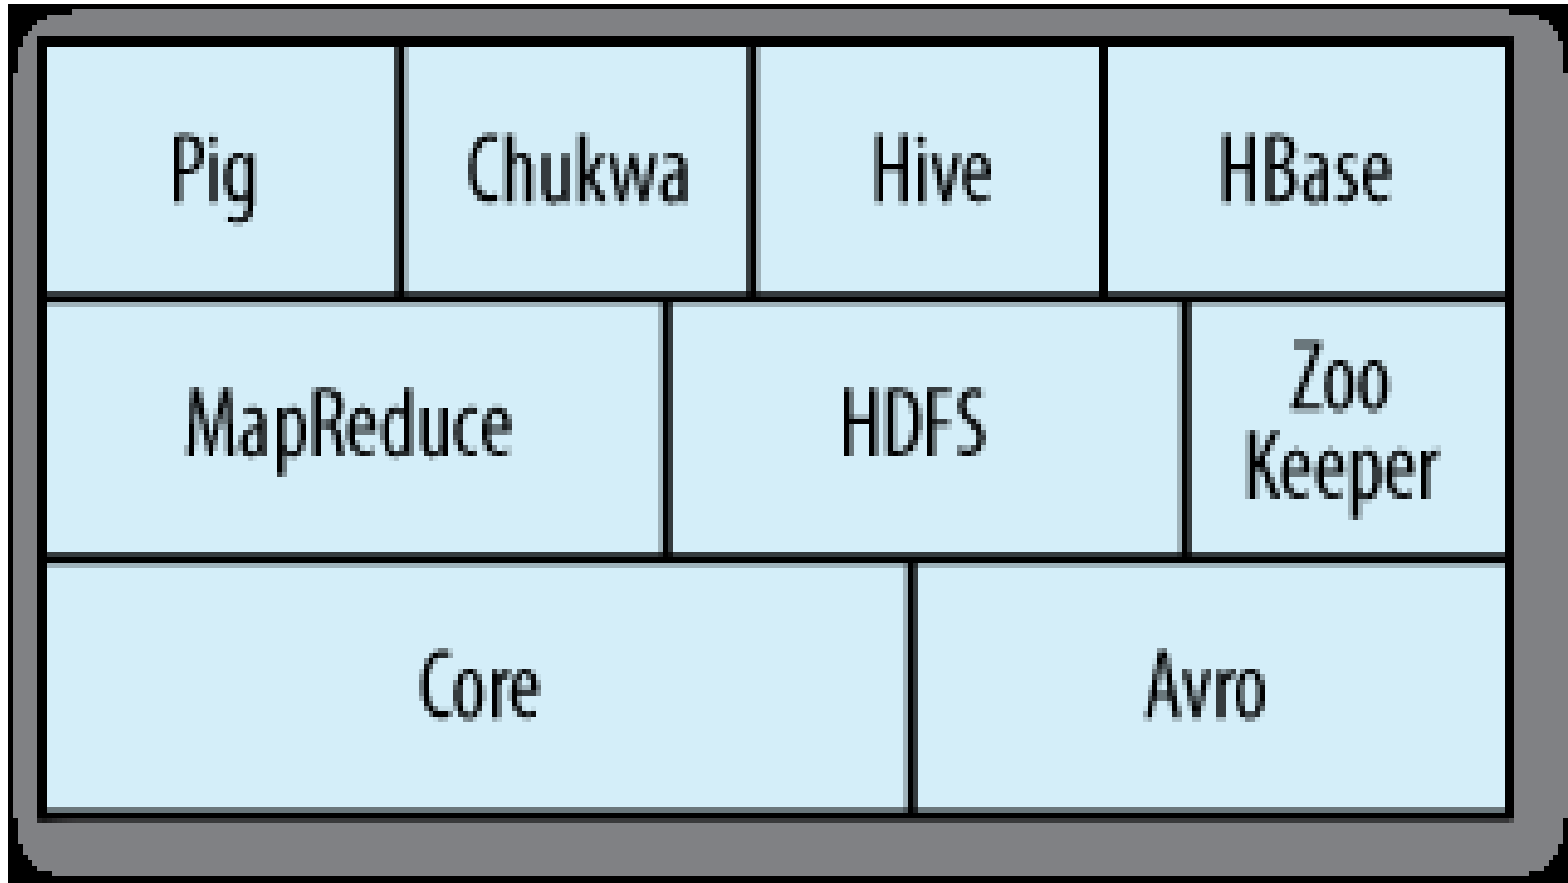 Pig
Chukwa
Hive
HBase
MapReduce
HDFS
Zoo
Keeper
Core
Avro